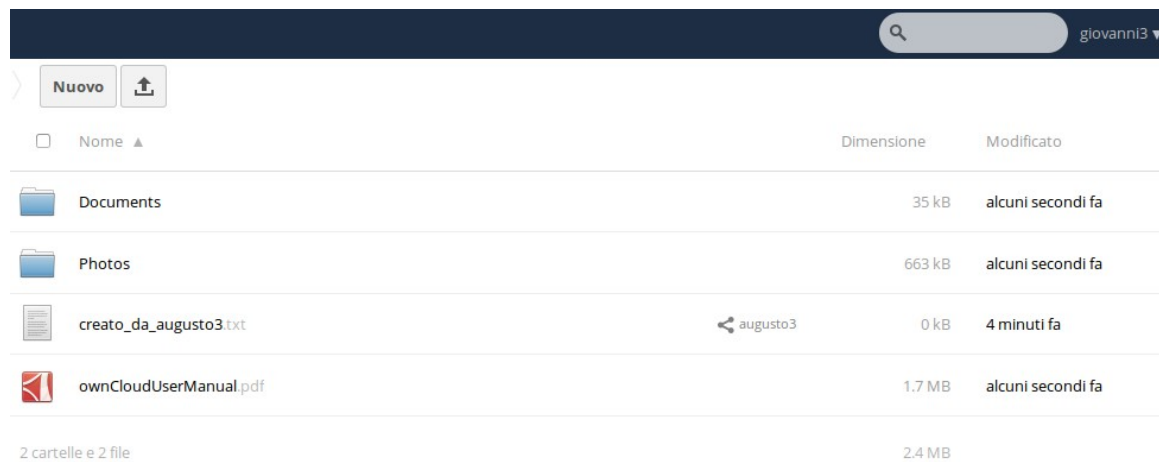 giovanni3 ▼
Nuovo
Nome ▲ Dimensione Modificato
Documents 35 kB alcuni secondi fa
Photos 663 kB alcuni secondi fa
creato_da_augusto3.txt augusto3 0 kB 4 minuti fa
ownCloudUserManual.pdf 1.7 MB alcuni secondi fa
2 cartelle e 2 file 2.4 MB